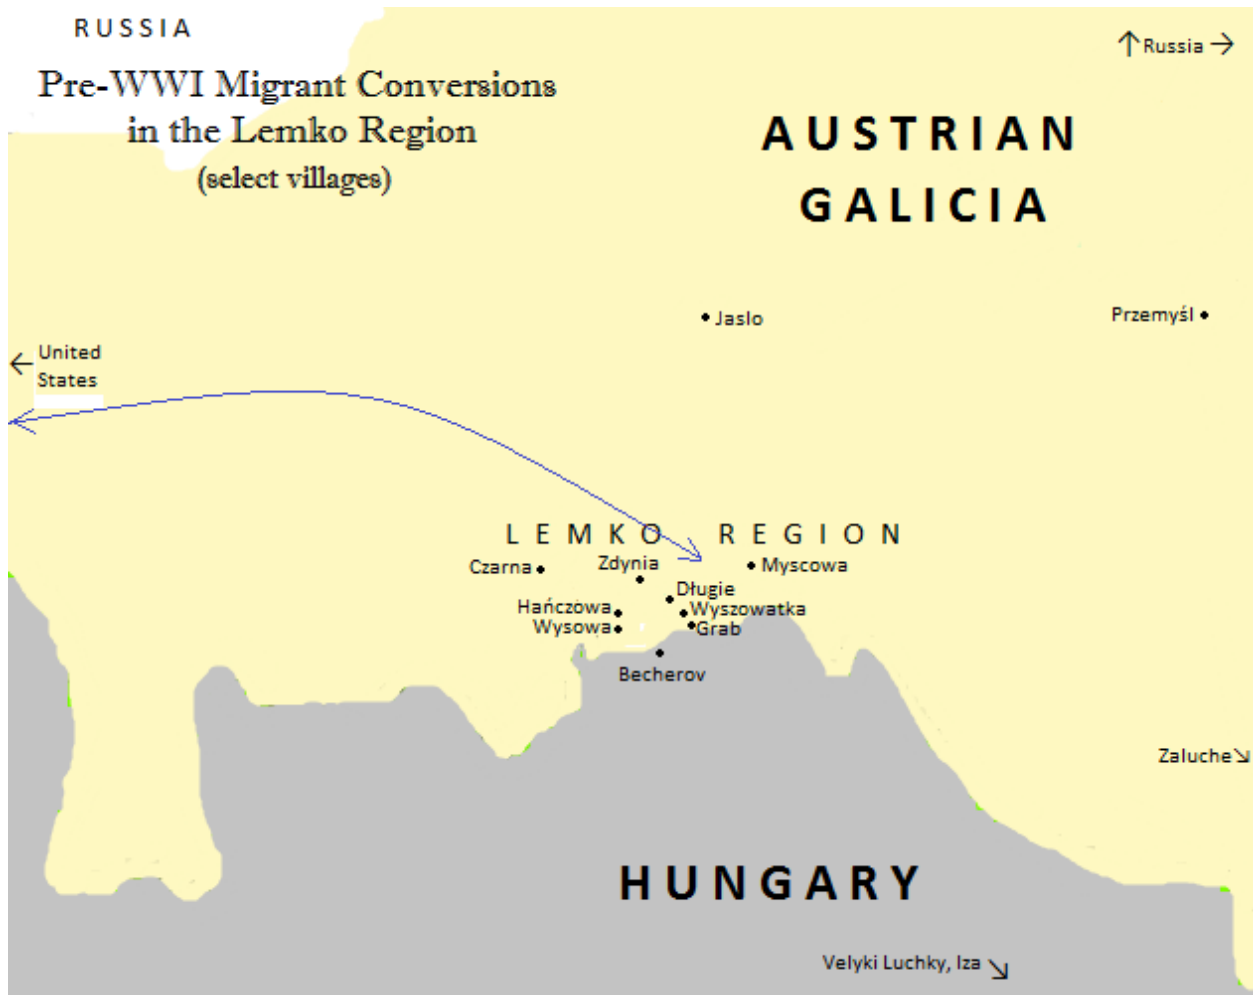 RUSSIA
Pre-WWI Migrant Conversions
in the Lemko Region
(select villages)
↑Russia →
AUSTRIAN
GALICIA
Jaslo
Przemyśl
← United
States
LEMKO REGION
Czarna
Zdynia
Myscowa
Długie
Hańczowa
Wyszowatka
Wysowa
Grab
Becherov
Zaluche↘
HUNGARY
Velyki Luchky, Iza ↘